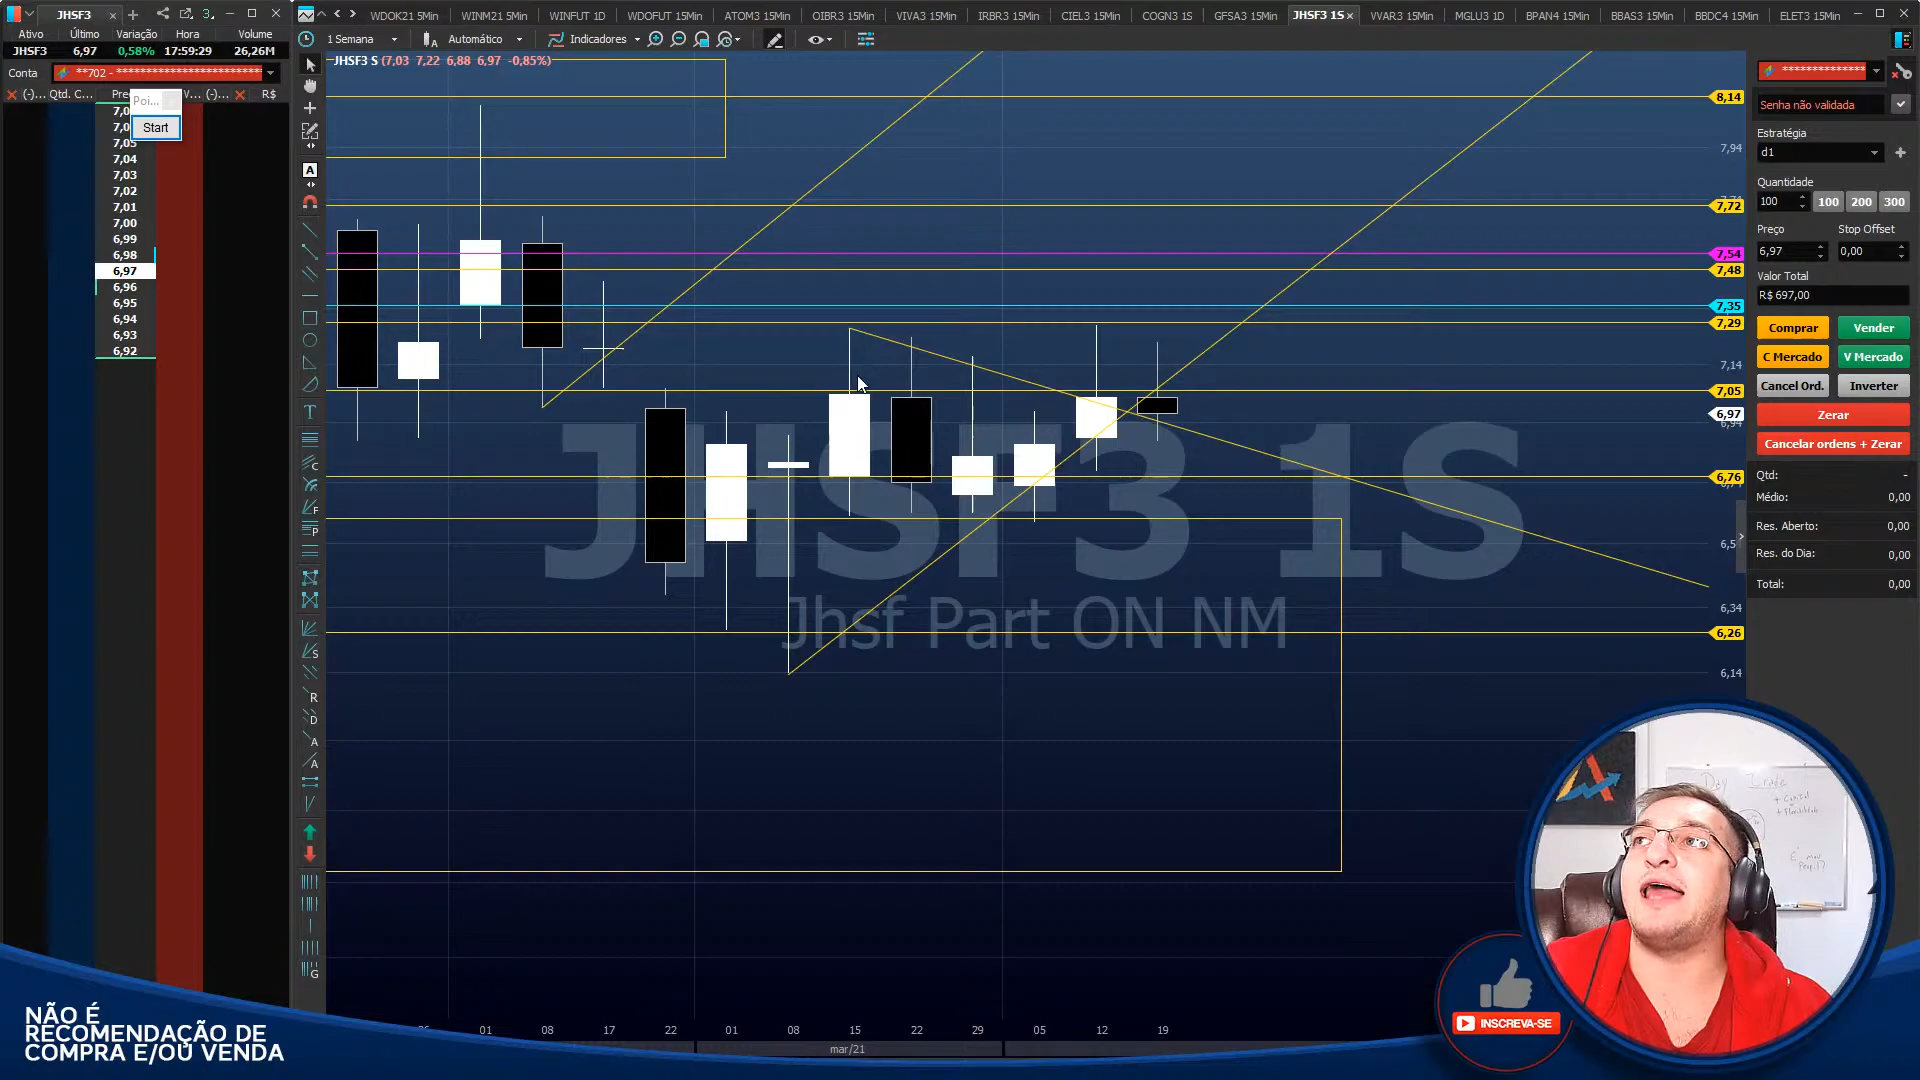 JHSF3
WDOK21 5Min
WINM21 5Min
WINFUT 1D
WDOFUT 15Min
ATOM3 15Min
OIBR3 15Min
VIVA3 15Min
IRBR3 15Min
CIEL3 15Min
COGN3 1S
GFSA3 15Min
JHSF3 1S
VVAR3 15Min
MGLU3 1D
BPAN4 15Min
BBAS3 15Min
BBDC4 15Min
ELET3 15Min
Ativo Último Variação Hora Volume
JHSF3 6,97 0,58% 17:59:29 26,26M
1 Semana
Automático
Indicadores
JHSF3 S (7,03 7,22 6,88 6,97 -0,85%)
Conta **702 -
(-)... Qtd. C... Pre V... (-)... R$
Poi...
Start
7,05
7,04
7,03
7,02
7,01
7,00
6,99
6,98
6,97
6,96
6,95
6,94
6,93
6,92
8,14
7,94
7,72
7,54
7,48
7,35
7,29
7,14
7,05
6,97
6,94
6,76
6,34
6,26
6,14
JHSF3 1S
Jhsf Part ON NM
Senha não validada
Estratégia
d1
Quantidade
100 100 200 300
Preço Stop Offset
6,97 0,00
Valor Total
R$ 697,00
Comprar Vender
C Mercado V Mercado
Cancel Ord. Inverter
Zerar
Cancelar ordens + Zerar
Qtd: -
Médio: 0,00
Res. Aberto: 0,00
Res. do Dia: 0,00
Total: 0,00
01 08 17 22 01 08 15 22 29 05 12 19
mar/21
NÃO É
RECOMENDAÇÃO DE
COMPRA E/OU VENDA
INSCREVA-SE